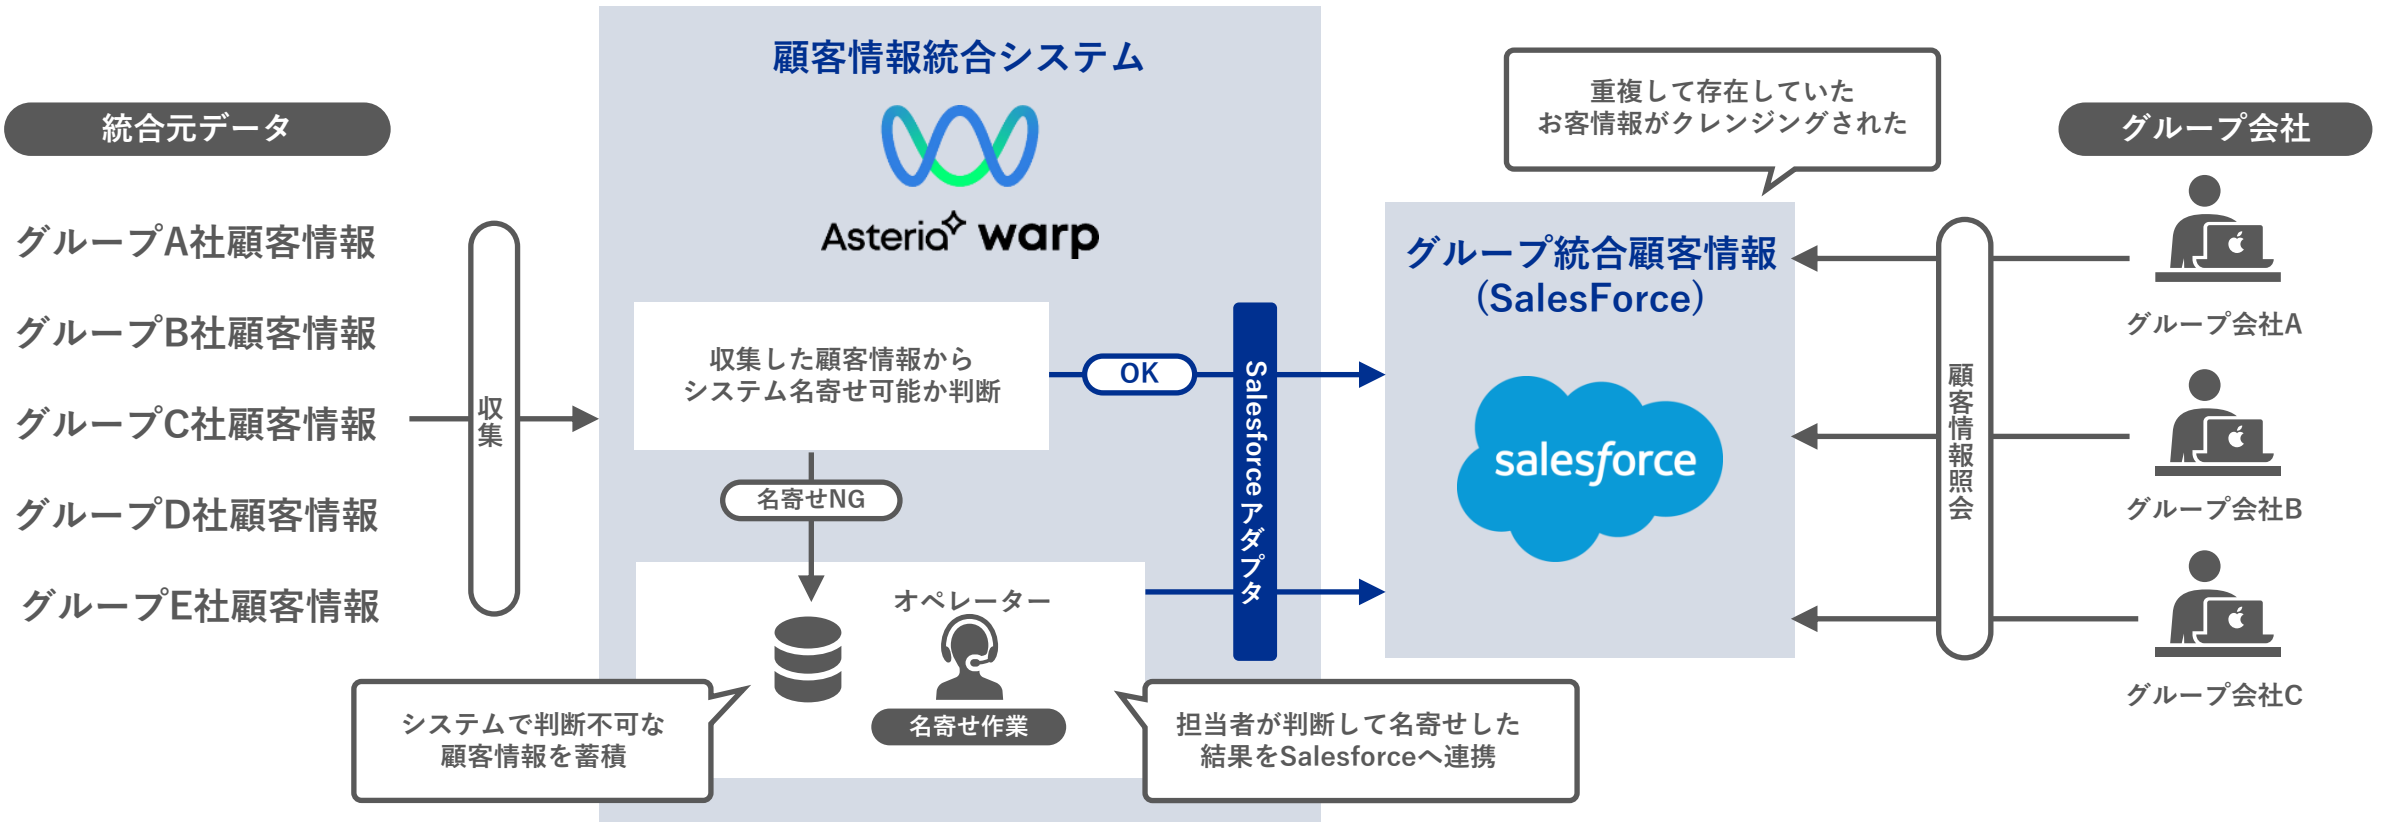 統合元データ
グループA社顧客情報
グループB社顧客情報
グループC社顧客情報
グループD社顧客情報
グループE社顧客情報
収集
顧客情報統合システム
Asteria warp
収集した顧客情報から
システム名寄せ可能か判断
OK
名寄せNG
オペレーター
名寄せ作業
システムで判断不可な
顧客情報を蓄積
担当者が判断して名寄せした
結果をSalesforceへ連携
Salesforceアダプタ
重複して存在していた
お客情報がクレンジングされた
グループ統合顧客情報
(SalesForce)
salesforce
顧客情報照会
グループ会社
グループ会社A
グループ会社B
グループ会社C